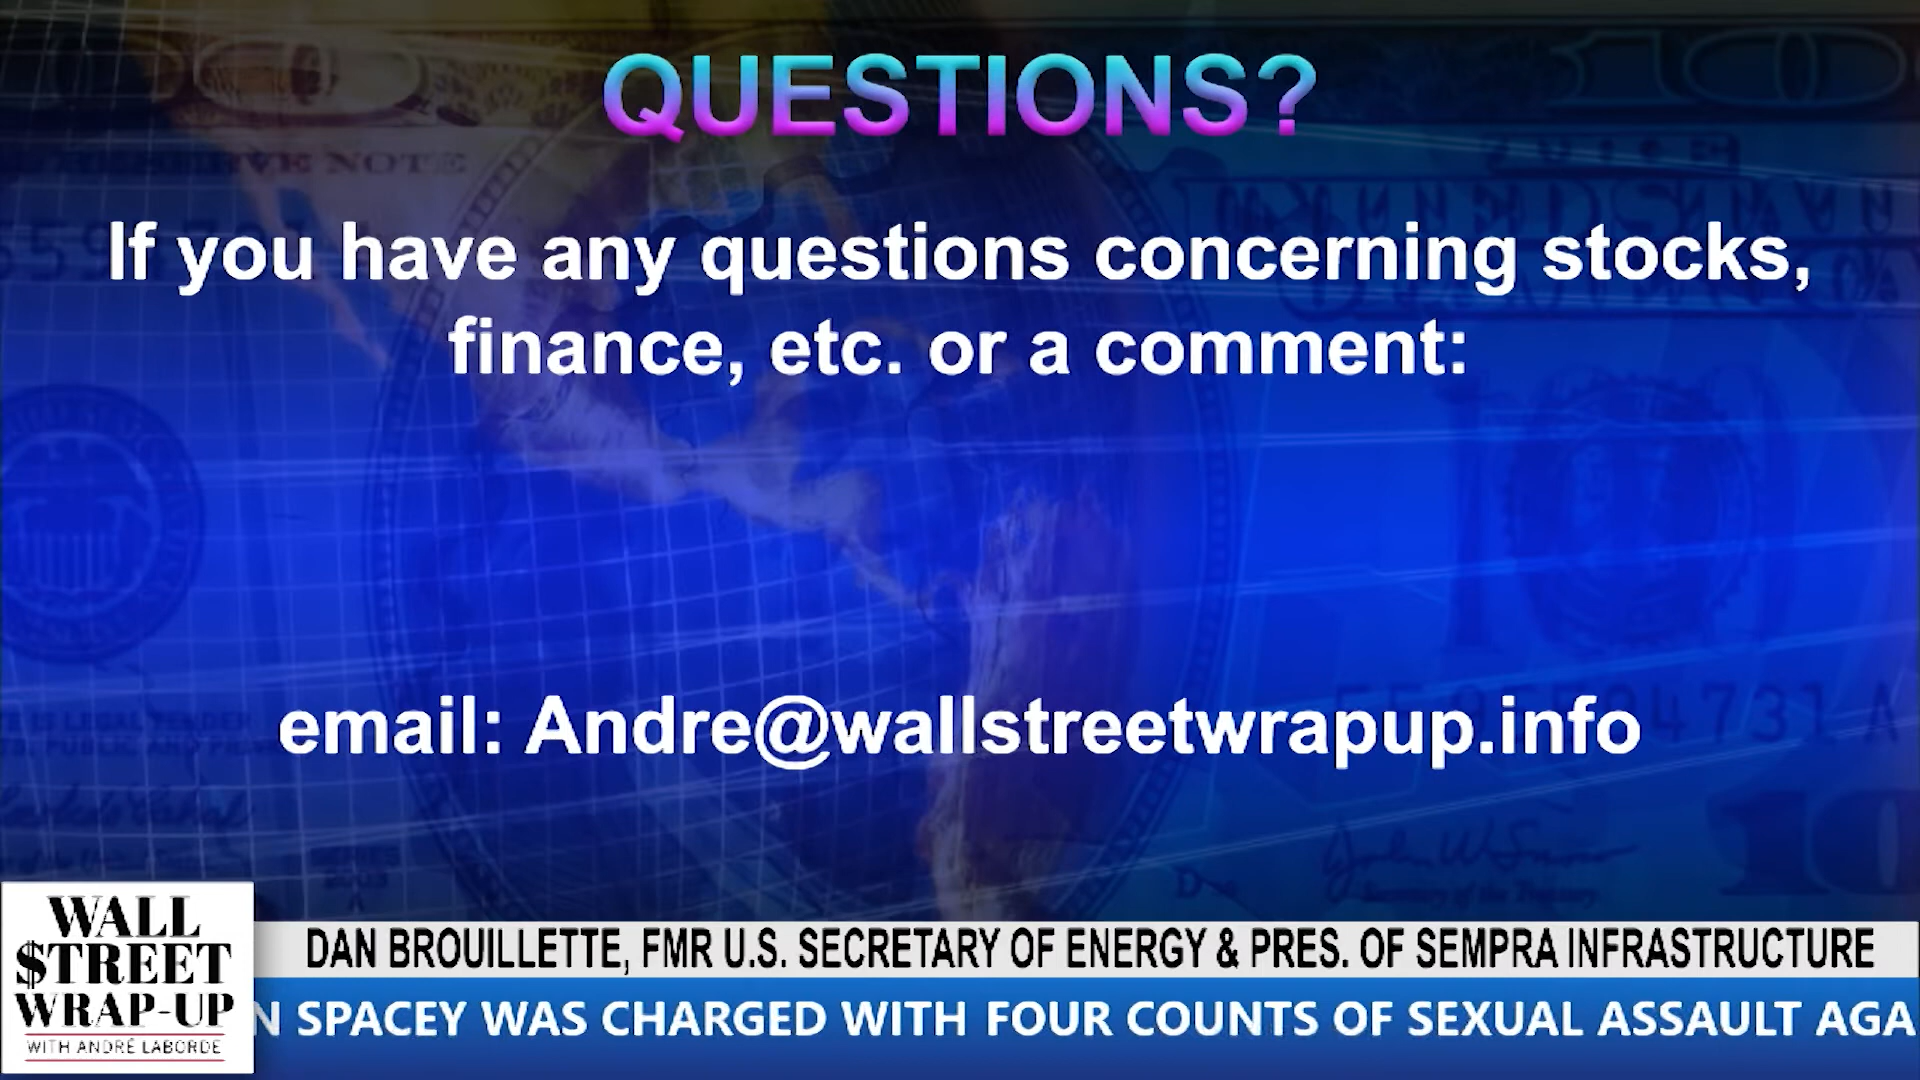 QUESTIONS?
If you have any questions concerning stocks,
finance, etc. or a comment:
email: Andre@wallstreetwrapup.info
WALL
$TREET
WRAP-UP
WITH ANDRÉ LABORDE
DAN BROUILLETTE, FMR U.S. SECRETARY OF ENERGY & PRES. OF SEMPRA INFRASTRUCTURE
N SPACEY WAS CHARGED WITH FOUR COUNTS OF SEXUAL ASSAULT AGA